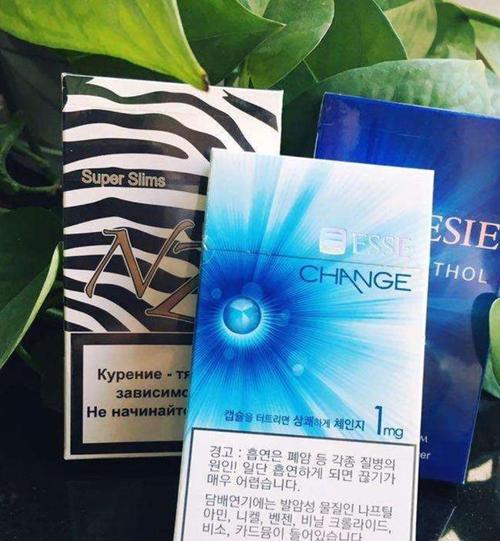 Super Slims
NZ
Курение -
Не начинайте
ESSE
CHANGE
캡슐을 터트리면 상쾌하게 체인지 1mg
경고 : 흡연은 폐암 등 각종 질병의
원인! 일단 흡연하게 되면 끊기가
매우 어렵습니다.
담배연기에는 발암성 물질인 나프틸
아민, 니켈, 벤젠, 비닐 크롤라이드,
비소, 카드뮴이 들어있습니다.
ESIE
THOL